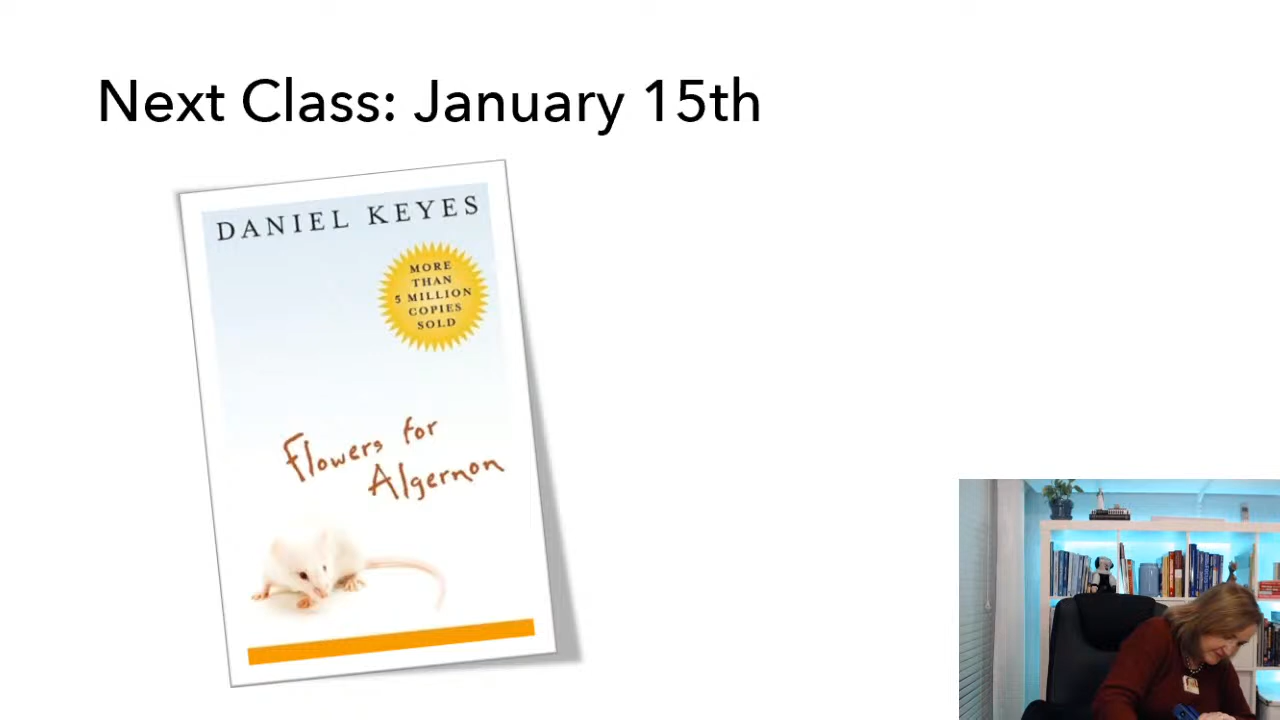 Next Class: January 15th
DANIEL KEYES
MORE
THAN
5 MILLION
COPIES
SOLD
Flowers for
Algernon